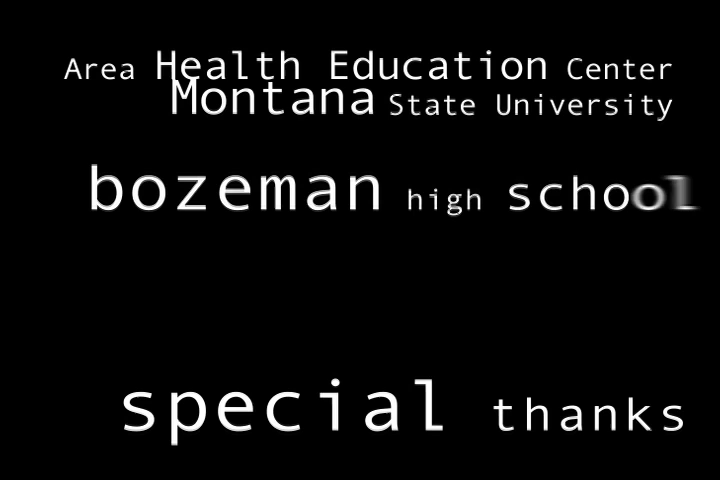 Area Health Education Center
Montana State University
bozeman high school
special thanks